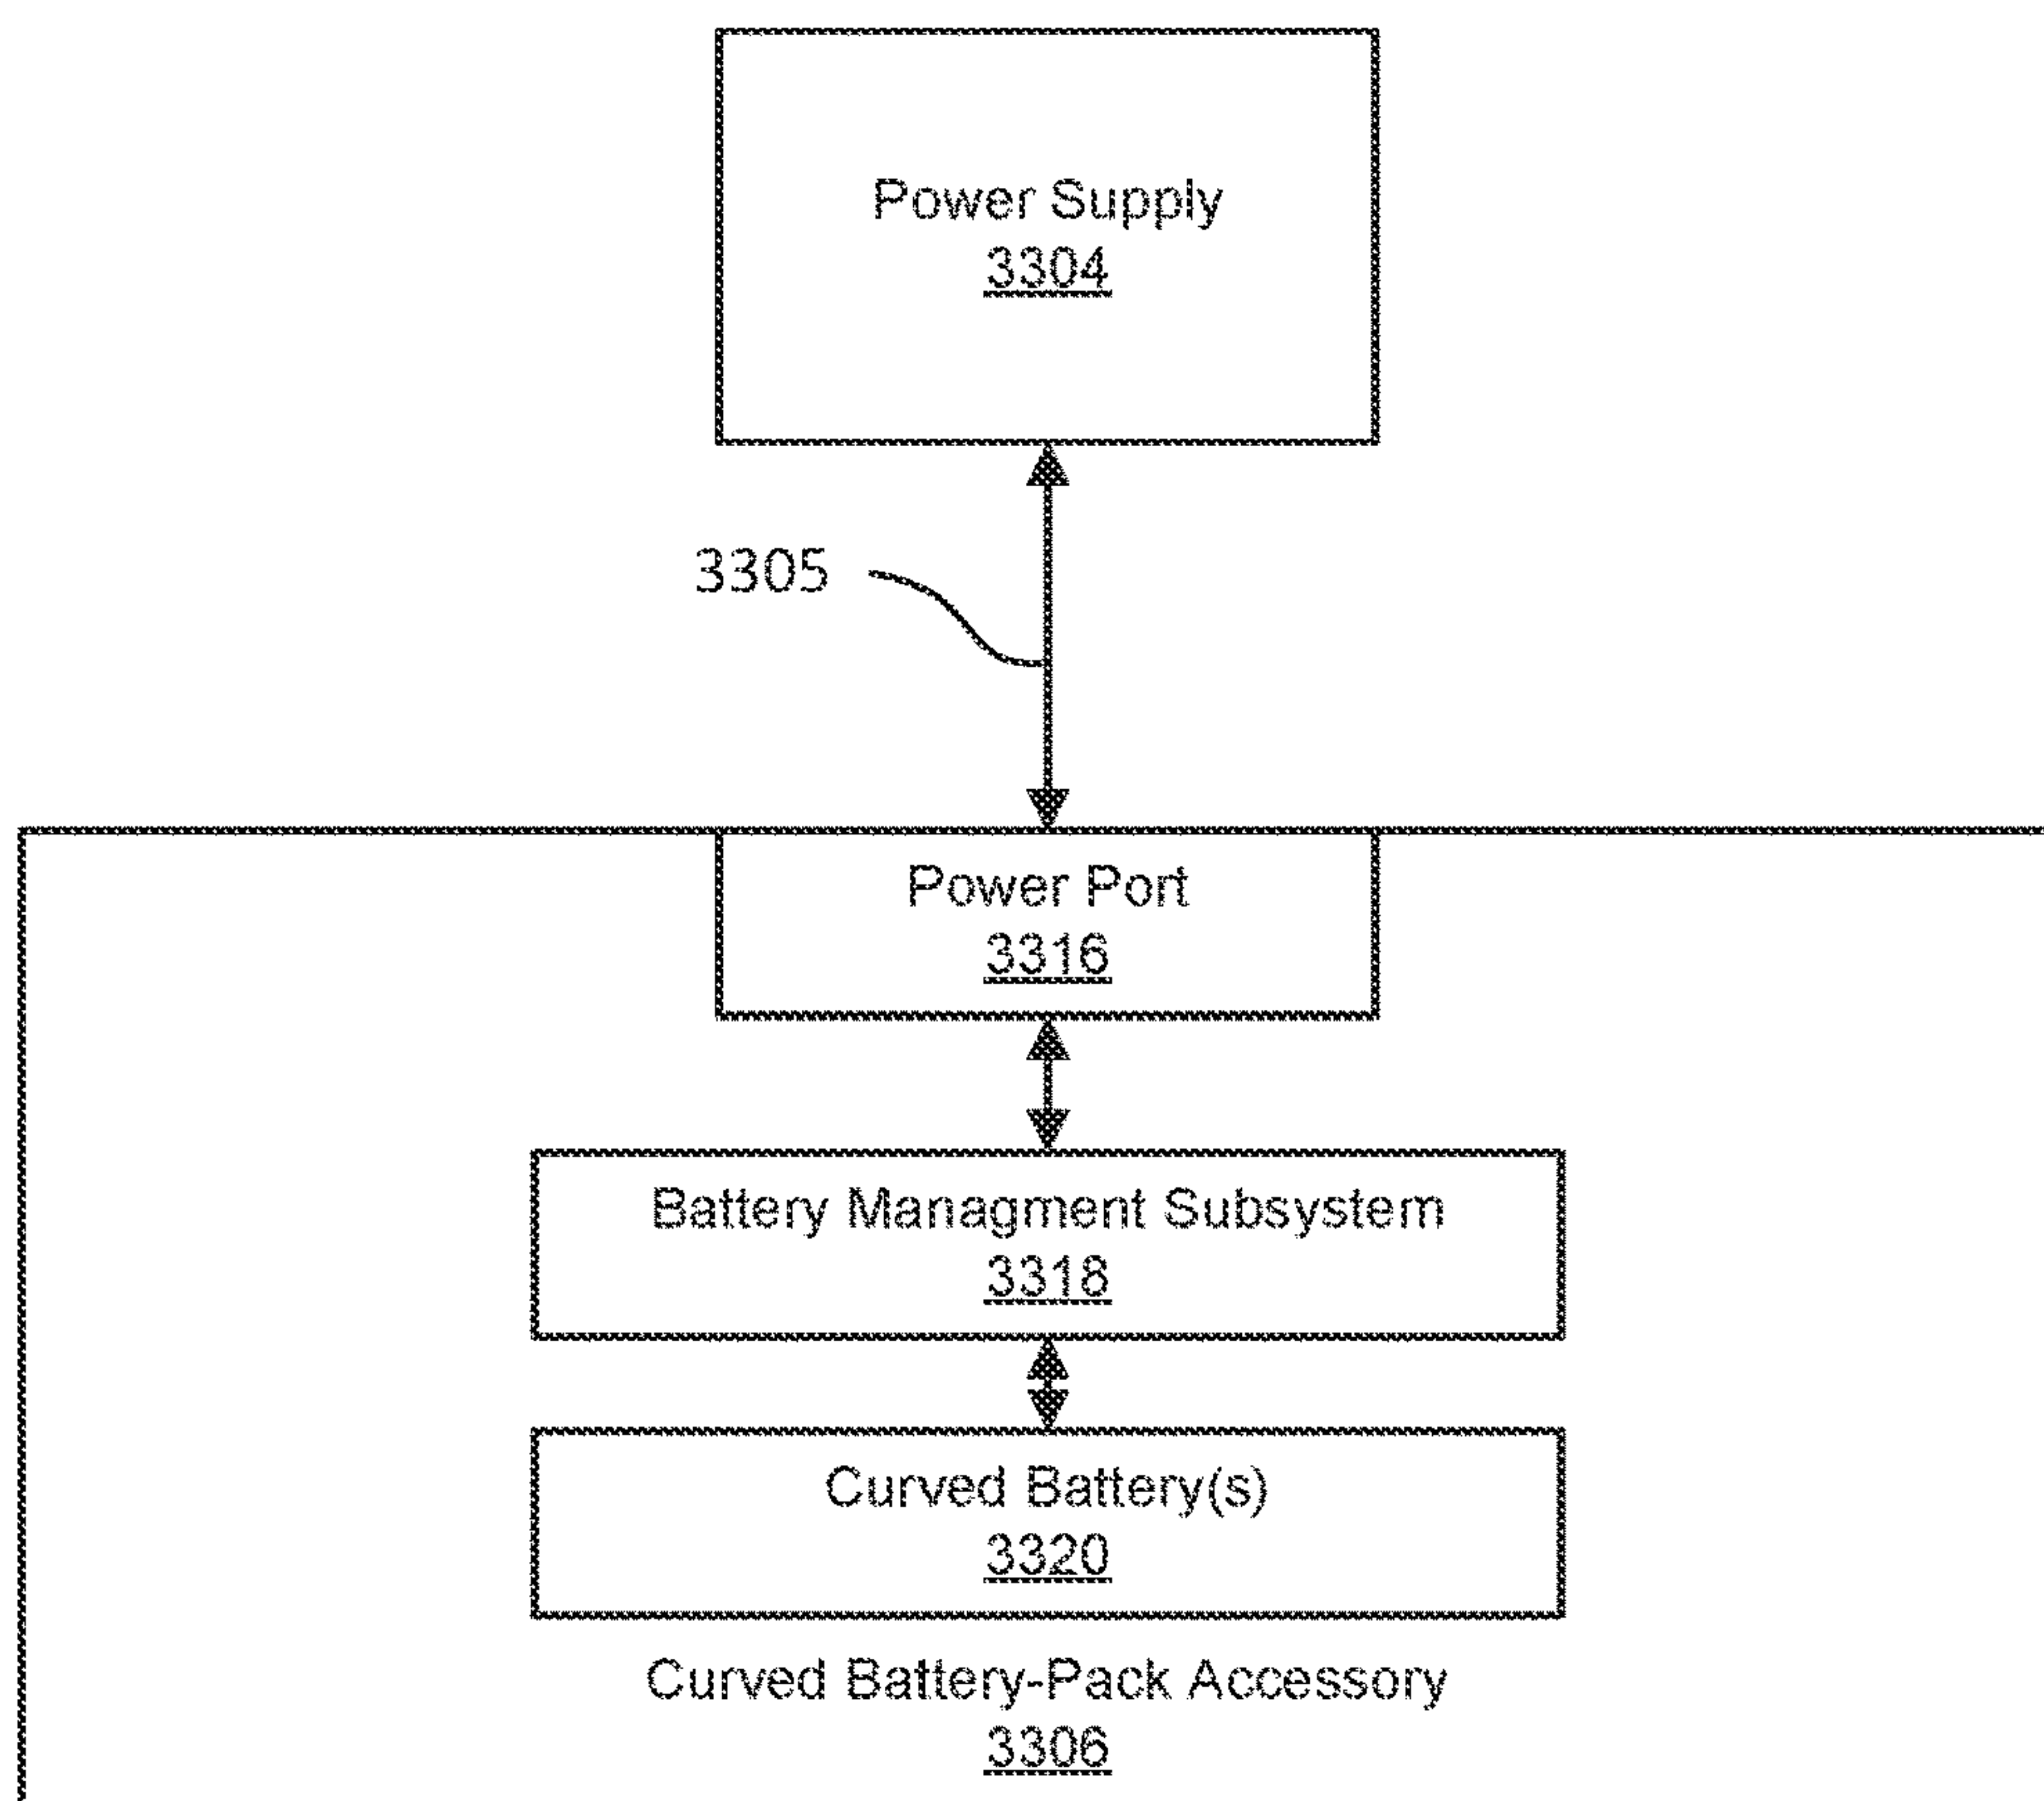 Power Supply
3304
3305
Power Port
3316
Battery Managment Subsystem
3318
Curved Battery(s)
3320
Curved Battery-Pack Accessory
3306